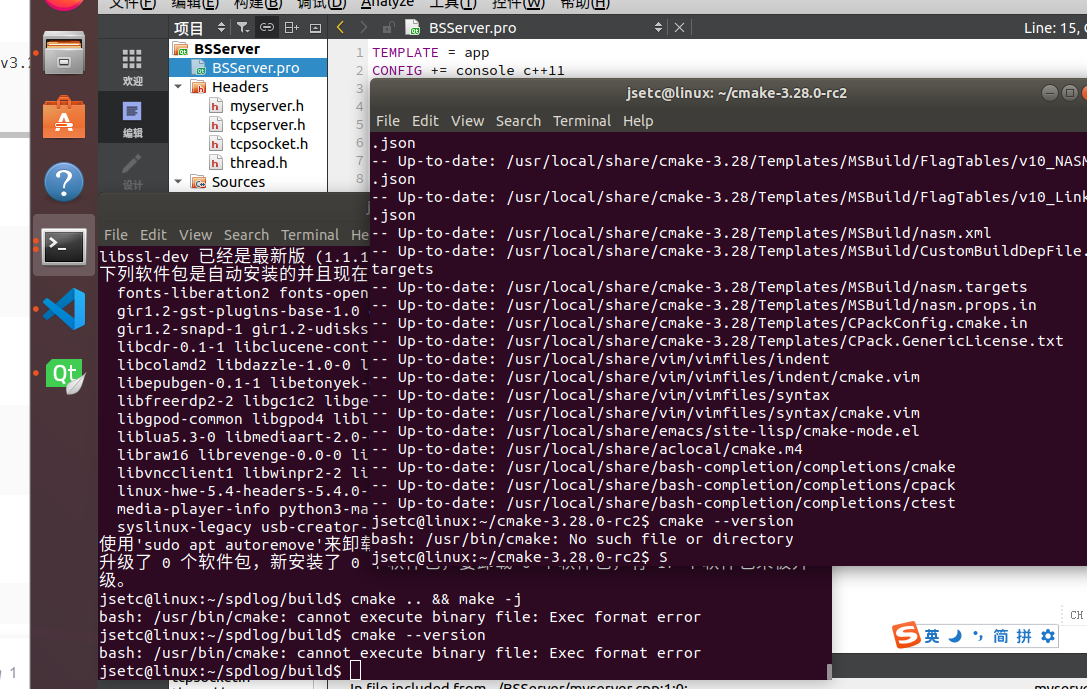 文件(F) 编辑(E) 构建(B) 调试(D) Analyze 工具(T) 控件(W) 帮助(H)
项目
BSServer.pro
Line: 15,
v3.
欢迎
编辑
设计
BSServer
BSServer.pro
Headers
myserver.h
tcpserver.h
tcpsocket.h
thread.h
Sources
1 TEMPLATE = app
2 CONFIG += console c++11
3
4
5
6
7
8
jsetc@linux: ~/cmake-3.28.0-rc2
File Edit View Search Terminal Help
.json
-- Up-to-date: /usr/local/share/cmake-3.28/Templates/MSBuild/FlagTables/v10_NASM
.json
-- Up-to-date: /usr/local/share/cmake-3.28/Templates/MSBuild/FlagTables/v10_Link
.json
-- Up-to-date: /usr/local/share/cmake-3.28/Templates/MSBuild/nasm.xml
-- Up-to-date: /usr/local/share/cmake-3.28/Templates/MSBuild/CustomBuildDepFile.
targets
-- Up-to-date: /usr/local/share/cmake-3.28/Templates/MSBuild/nasm.targets
-- Up-to-date: /usr/local/share/cmake-3.28/Templates/MSBuild/nasm.props.in
-- Up-to-date: /usr/local/share/cmake-3.28/Templates/CPackConfig.cmake.in
-- Up-to-date: /usr/local/share/cmake-3.28/Templates/CPack.GenericLicense.txt
-- Up-to-date: /usr/local/share/vim/vimfiles/indent
-- Up-to-date: /usr/local/share/vim/vimfiles/indent/cmake.vim
-- Up-to-date: /usr/local/share/vim/vimfiles/syntax
-- Up-to-date: /usr/local/share/vim/vimfiles/syntax/cmake.vim
-- Up-to-date: /usr/local/share/emacs/site-lisp/cmake-mode.el
-- Up-to-date: /usr/local/share/aclocal/cmake.m4
-- Up-to-date: /usr/local/share/bash-completion/completions/cmake
-- Up-to-date: /usr/local/share/bash-completion/completions/cpack
-- Up-to-date: /usr/local/share/bash-completion/completions/ctest
jsetc@linux:~/cmake-3.28.0-rc2$ cmake --version
bash: /usr/bin/cmake: No such file or directory
jsetc@linux:~/cmake-3.28.0-rc2$ S
File Edit View Search Terminal He
libssl-dev 已经是最新版 (1.1.1
下列软件包是自动安装的并且现在
fonts-liberation2 fonts-open
gir1.2-gst-plugins-base-1.0
gir1.2-snapd-1 gir1.2-udisks
libcdr-0.1-1 libclucene-cont
libcolamd2 libdazzle-1.0-0 l
libepubgen-0.1-1 libetonyek-
libfreerdp2-2 libgc1c2 libge
libgpod-common libgpod4 libl
liblua5.3-0 libmediaart-2.0-
libraw16 librevenge-0.0-0 li
libvncclient1 libwinpr2-2 li
linux-hwe-5.4-headers-5.4.0-
media-player-info python3-ma
syslinux-legacy usb-creator-
使用'sudo apt autoremove'来卸载
升级了 0 个软件包，新安装了 0
级。
jsetc@linux:~/spdlog/build$ cmake .. && make -j
bash: /usr/bin/cmake: cannot execute binary file: Exec format error
jsetc@linux:~/spdlog/build$ cmake --version
bash: /usr/bin/cmake: cannot execute binary file: Exec format error
jsetc@linux:~/spdlog/build$
Qt
CH
S 英 简 拼
1
In file included from ../BSServer/myserver.cpp:1:0:
myserver